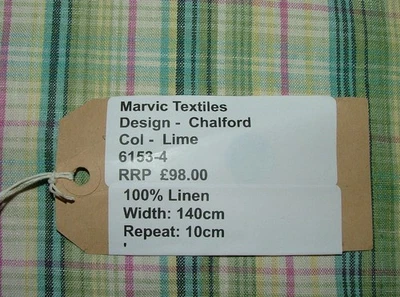 Marvic Textiles
Design - Chalford
Col - Lime
6153-4
RRP £98.00
100% Linen
Width: 140cm
Repeat: 10cm
'